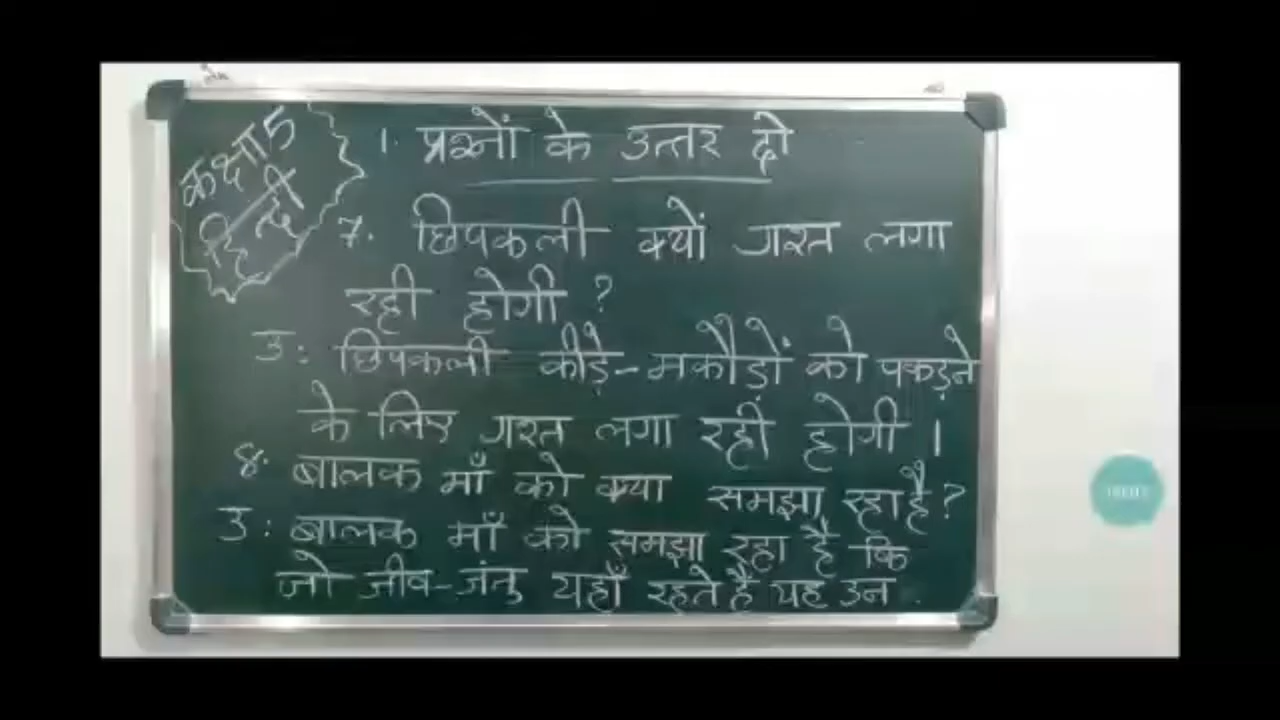 कक्षा 5
हिन्दी
1. प्रश्नों के उत्तर दो
7. छिपकली क्यों गश्त लगा
रही होगी ?
उ: छिपकली कीड़े-मकौड़ों को पकड़ने
के लिए गश्त लगा रही होगी ।
8. बालक माँ को क्या समझा रहा है ?
उ: बालक माँ को समझा रहा है कि
जो जीव-जंतु यहाँ रहते हैं यह उन